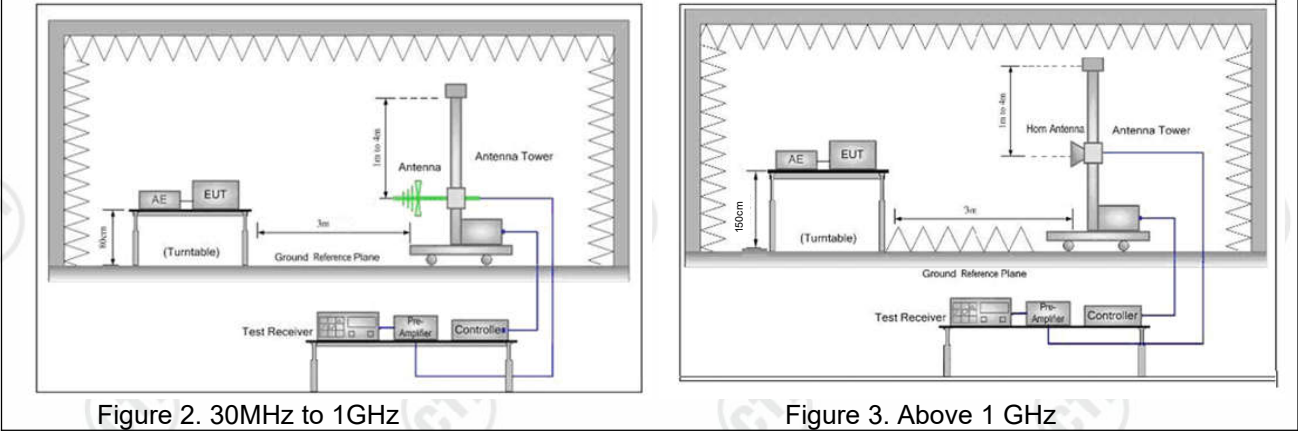 1m to 4m
Antenna
Antenna Tower
AE
EUT
80cm
3m
(Turntable)
Ground Reference Plane
Test Receiver
Pre-
Amplifier
Controller
Figure 2. 30MHz to 1GHz
1m to 4m
Horn Antenna
Antenna Tower
AE
EUT
150cm
3m
(Turntable)
Ground Reference Plane
Test Receiver
Pre-
Amplifier
Controller
Figure 3. Above 1 GHz